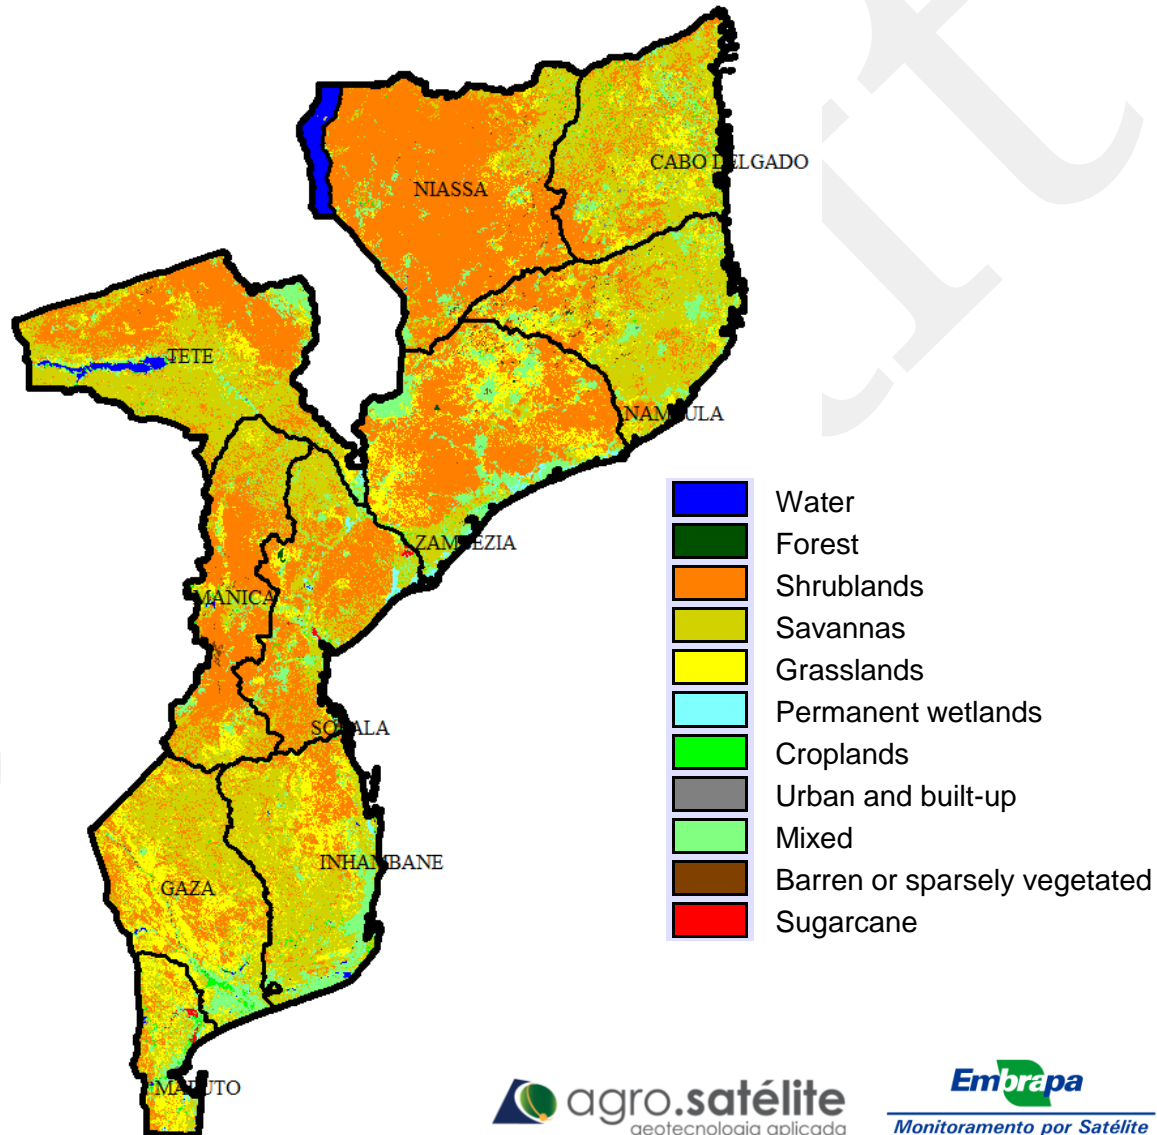 CABO DELGADO
NIASSA
TETE
NAMPULA
ZAMBEZIA
MANICA
SOFALA
INHAMBANE
GAZA
MAPUTO
Water
Forest
Shrublands
Savannas
Grasslands
Permanent wetlands
Croplands
Urban and built-up
Mixed
Barren or sparsely vegetated
Sugarcane
agro.satélite
geotecnologia aplicada
Embrapa
Monitoramento por Satélite